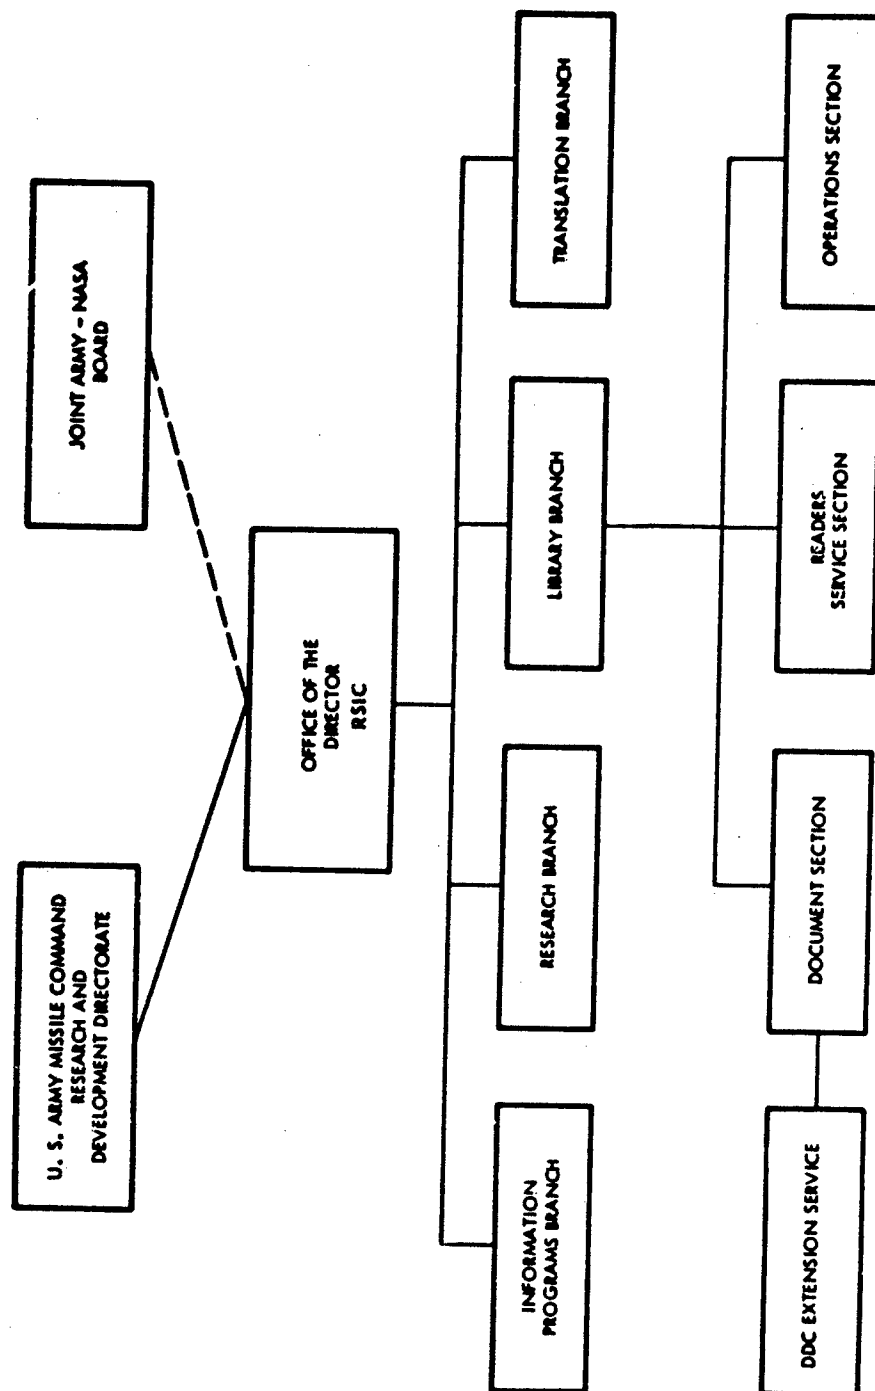 U. S. ARMY MISSILE COMMAND
RESEARCH AND
DEVELOPMENT DIRECTORATE
JOINT ARMY - NASA
BOARD
OFFICE OF THE
DIRECTOR
RSIC
INFORMATION
PROGRAMS BRANCH
RESEARCH BRANCH
LIBRARY BRANCH
TRANSLATION BRANCH
DDC EXTENSION SERVICE
DOCUMENT SECTION
READERS
SERVICE SECTION
OPERATIONS SECTION